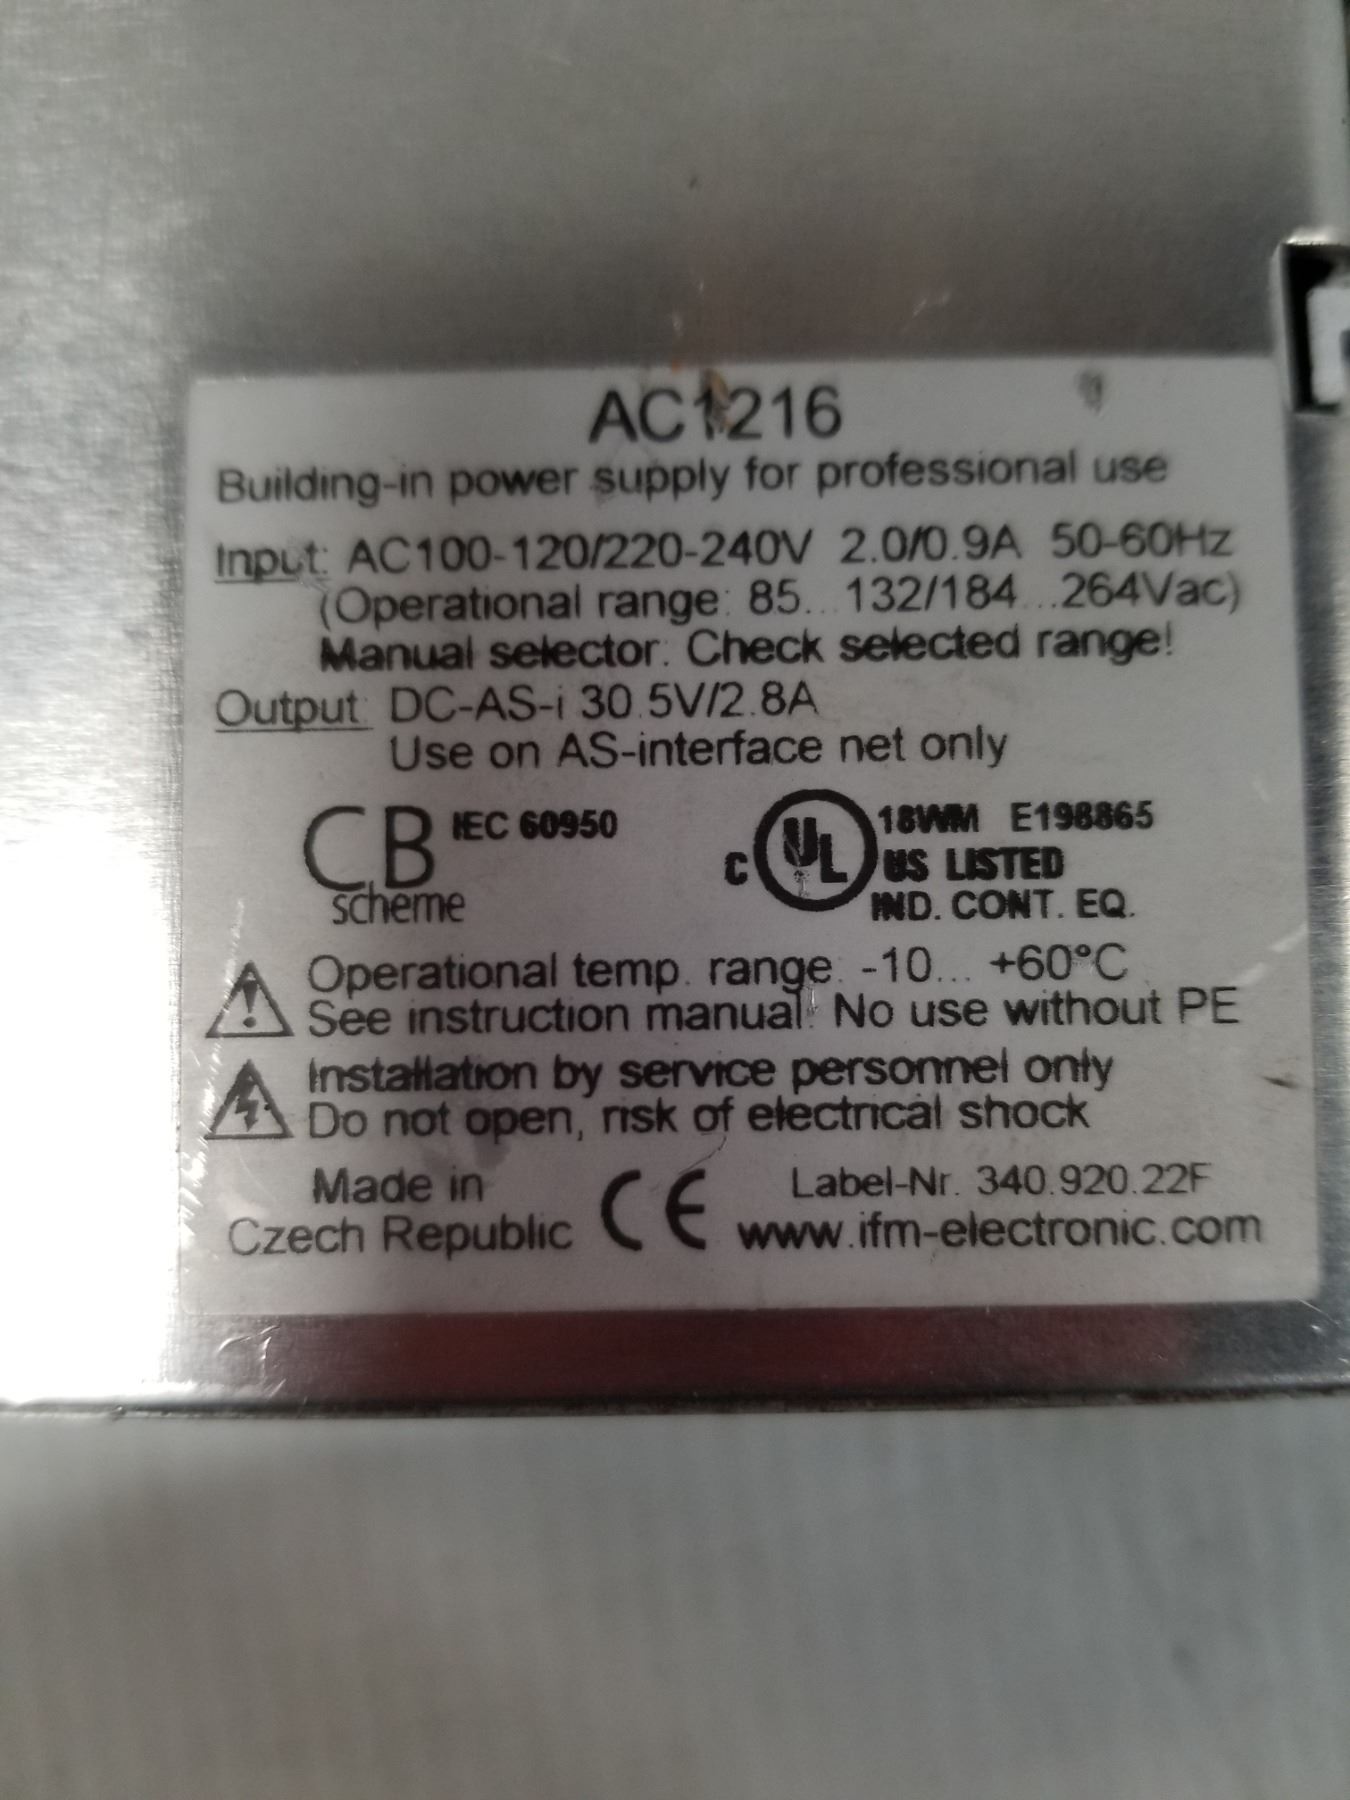 AC1216
Building-in power supply for professional use
Input: AC100-120/220-240V 2.0/0.9A 50-60Hz
(Operational range: 85... 132/184 ...264Vac)
Manual selector: Check selected range!
Output: DC-AS-i 30.5V/2.8A
Use on AS-interface net only
CB IEC 60950
scheme
C UL 18WM E198865
US LISTED
IND. CONT. EQ.
Operational temp. range: -10... +60°C
See instruction manual! No use without PE
Installation by service personnel only
Do not open, risk of electrical shock
Made in
Czech Republic
CE
Label-Nr. 340.920.22F
www.ifm-electronic.com